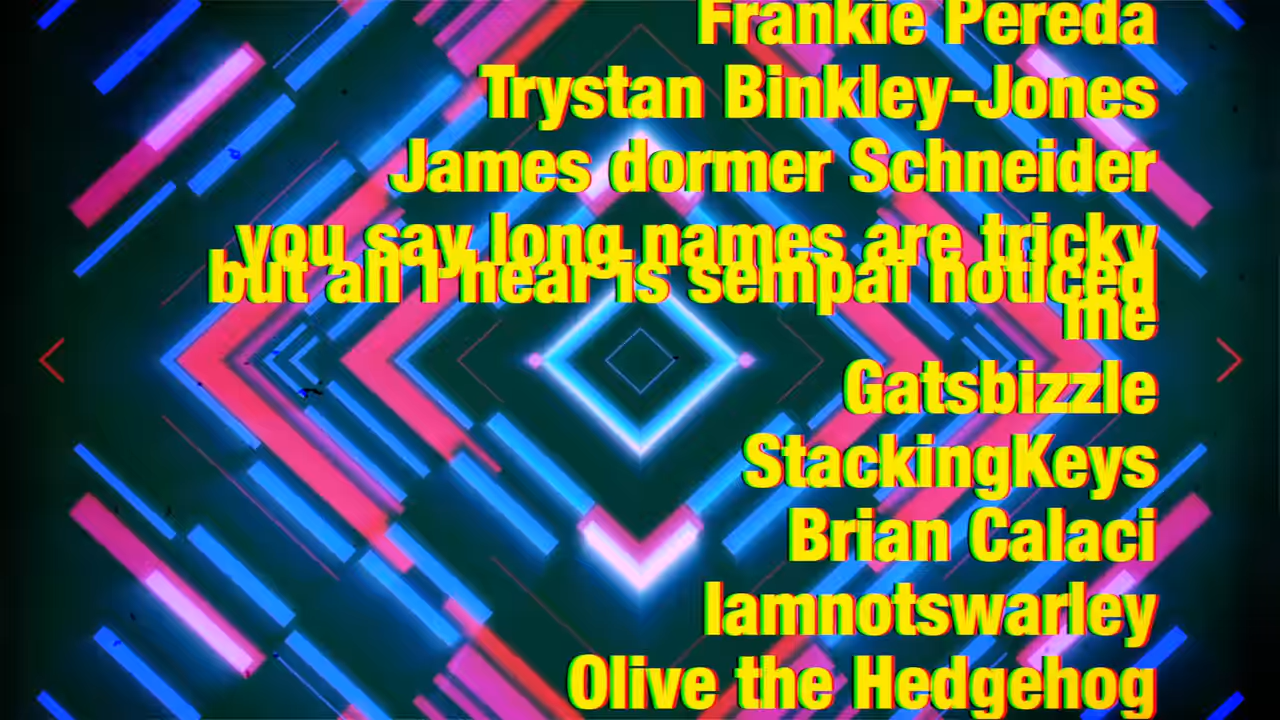 Frankie Pereda
Trystan Binkley-Jones
James dormer Schneider
you say long names are tricky
but all I hear is sempai noticed
me
Gatsbizzle
StackingKeys
Brian Calaci
Iamnotswarley
Olive the Hedgehog